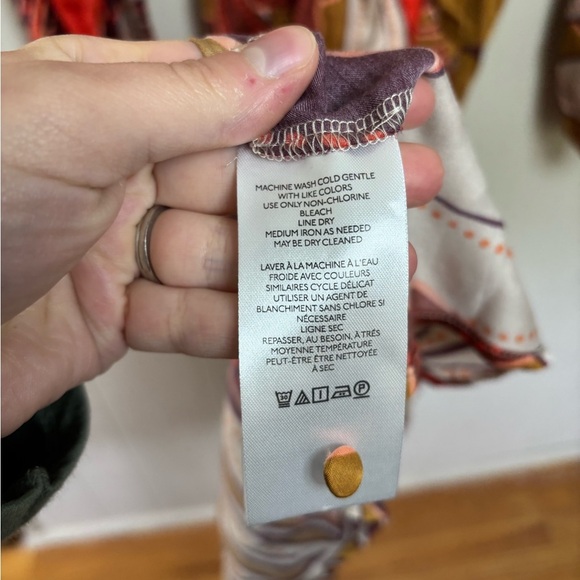 MACHINE WASH COLD GENTLE
WITH LIKE COLORS
USE ONLY NON-CHLORINE
BLEACH
LINE DRY
MEDIUM IRON AS NEEDED
MAY BE DRY CLEANED
LAVER À LA MACHINE À L'EAU
FROIDE AVEC COULEURS
SIMILAIRES CYCLE DÉLICAT
UTILISER UN AGENT DE
BLANCHIMENT SANS CHLORE SI
NÉCESSAIRE
LIGNE SEC
REPASSER, AU BESOIN, À TRÉS
MOYENNE TEMPÉRATURE
PEUT-ÊTRE ÊTRE NETTOYÉE
À SEC
30 P